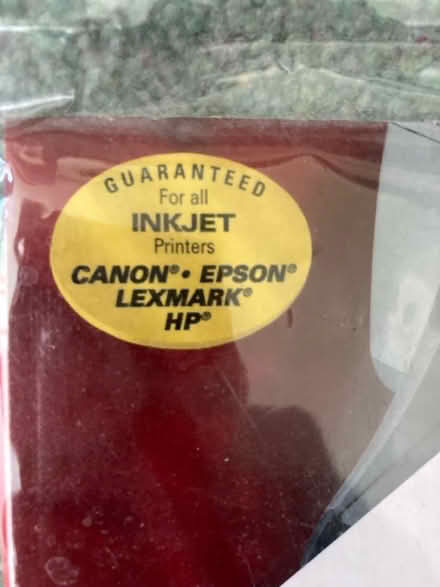 GUARANTEED
For all
INKJET
Printers
CANON®• EPSON®
LEXMARK®
HP®